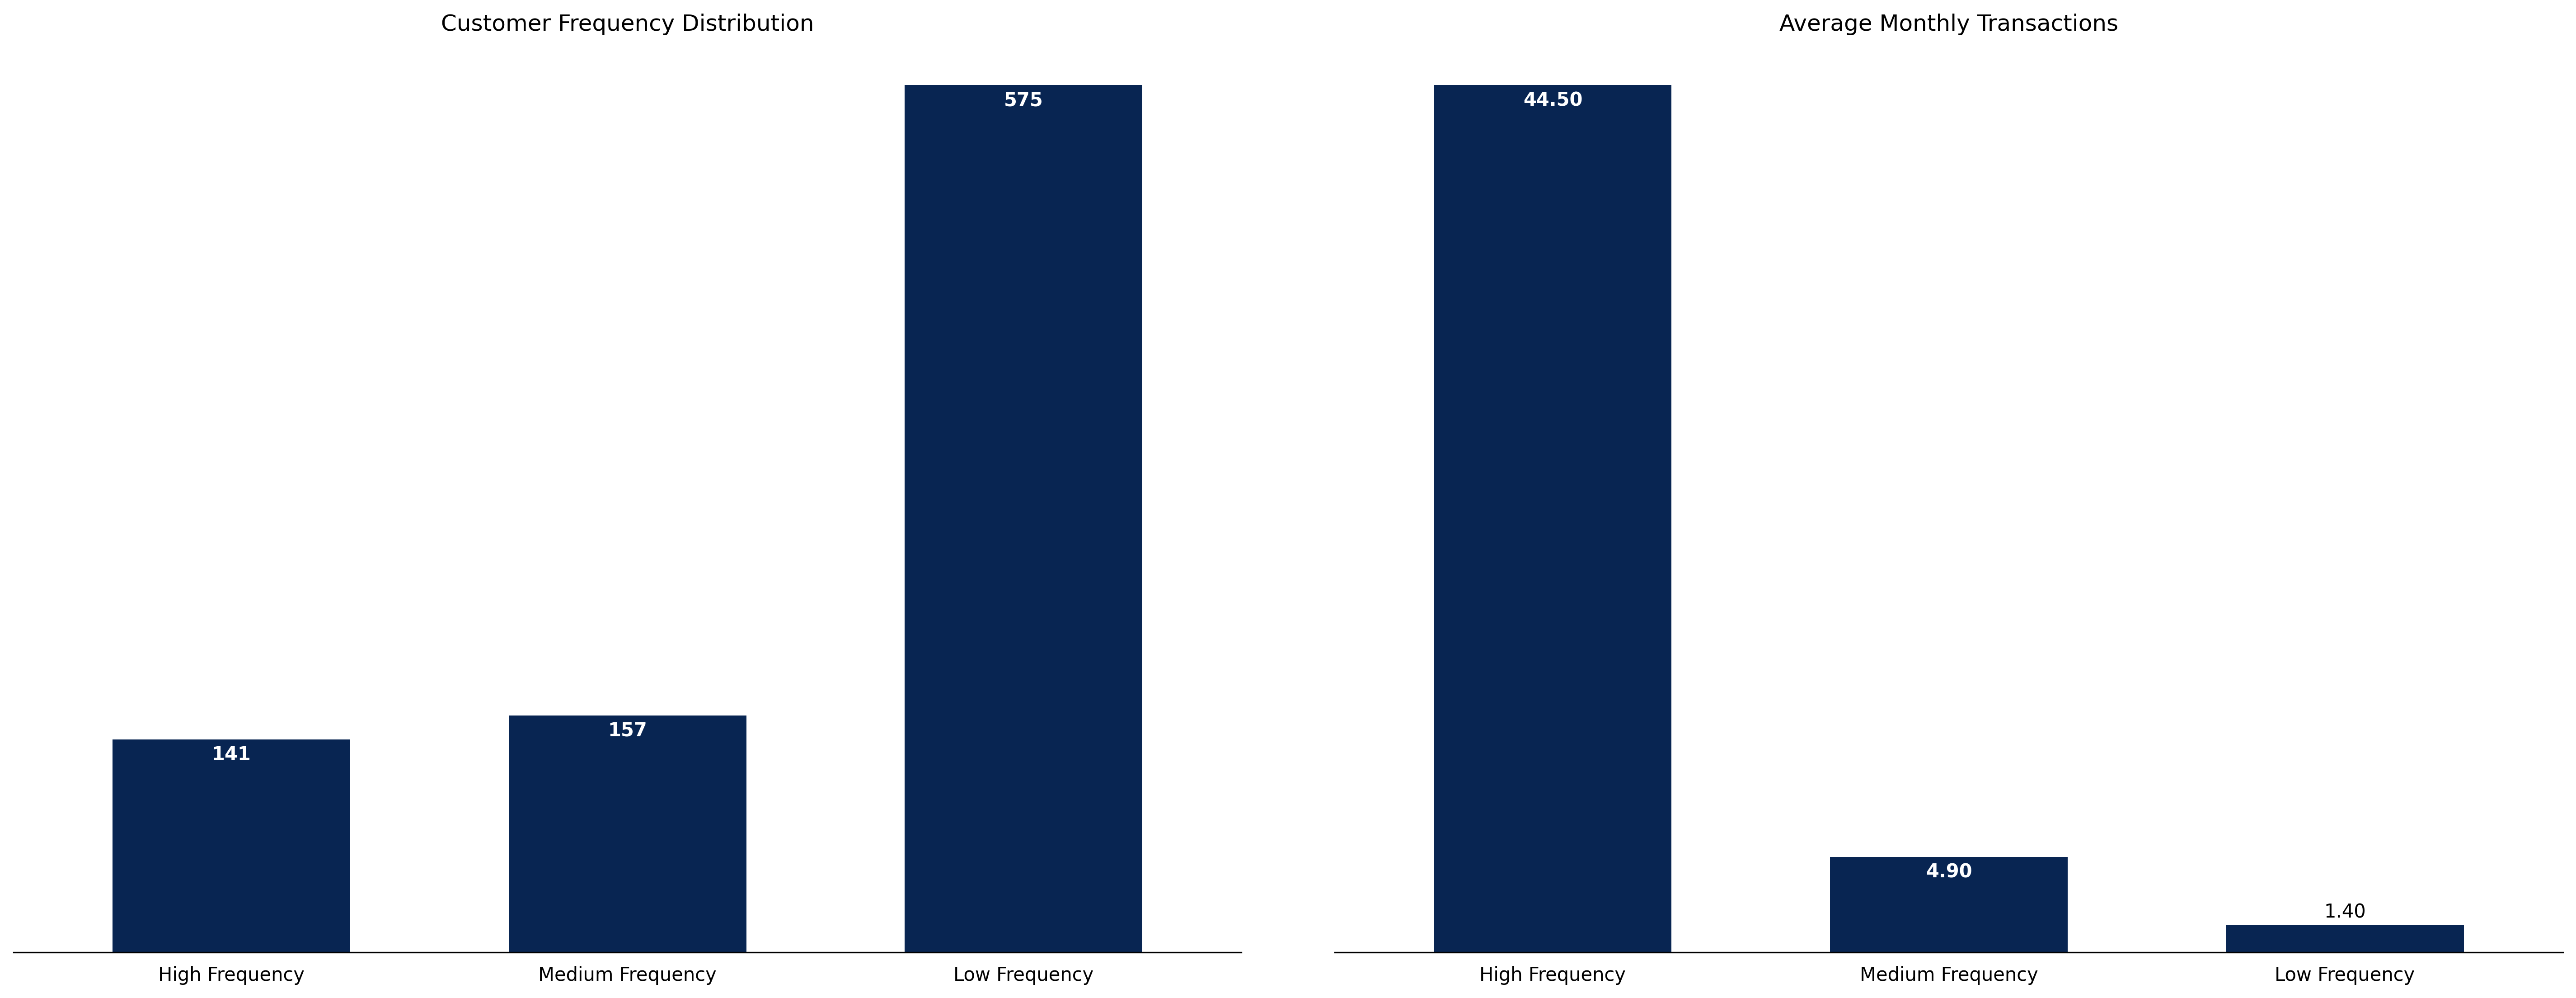 Customer Frequency Distribution
575
157
141
High Frequency
Medium Frequency
Low Frequency
Average Monthly Transactions
44.50
4.90
1.40
High Frequency
Medium Frequency
Low Frequency